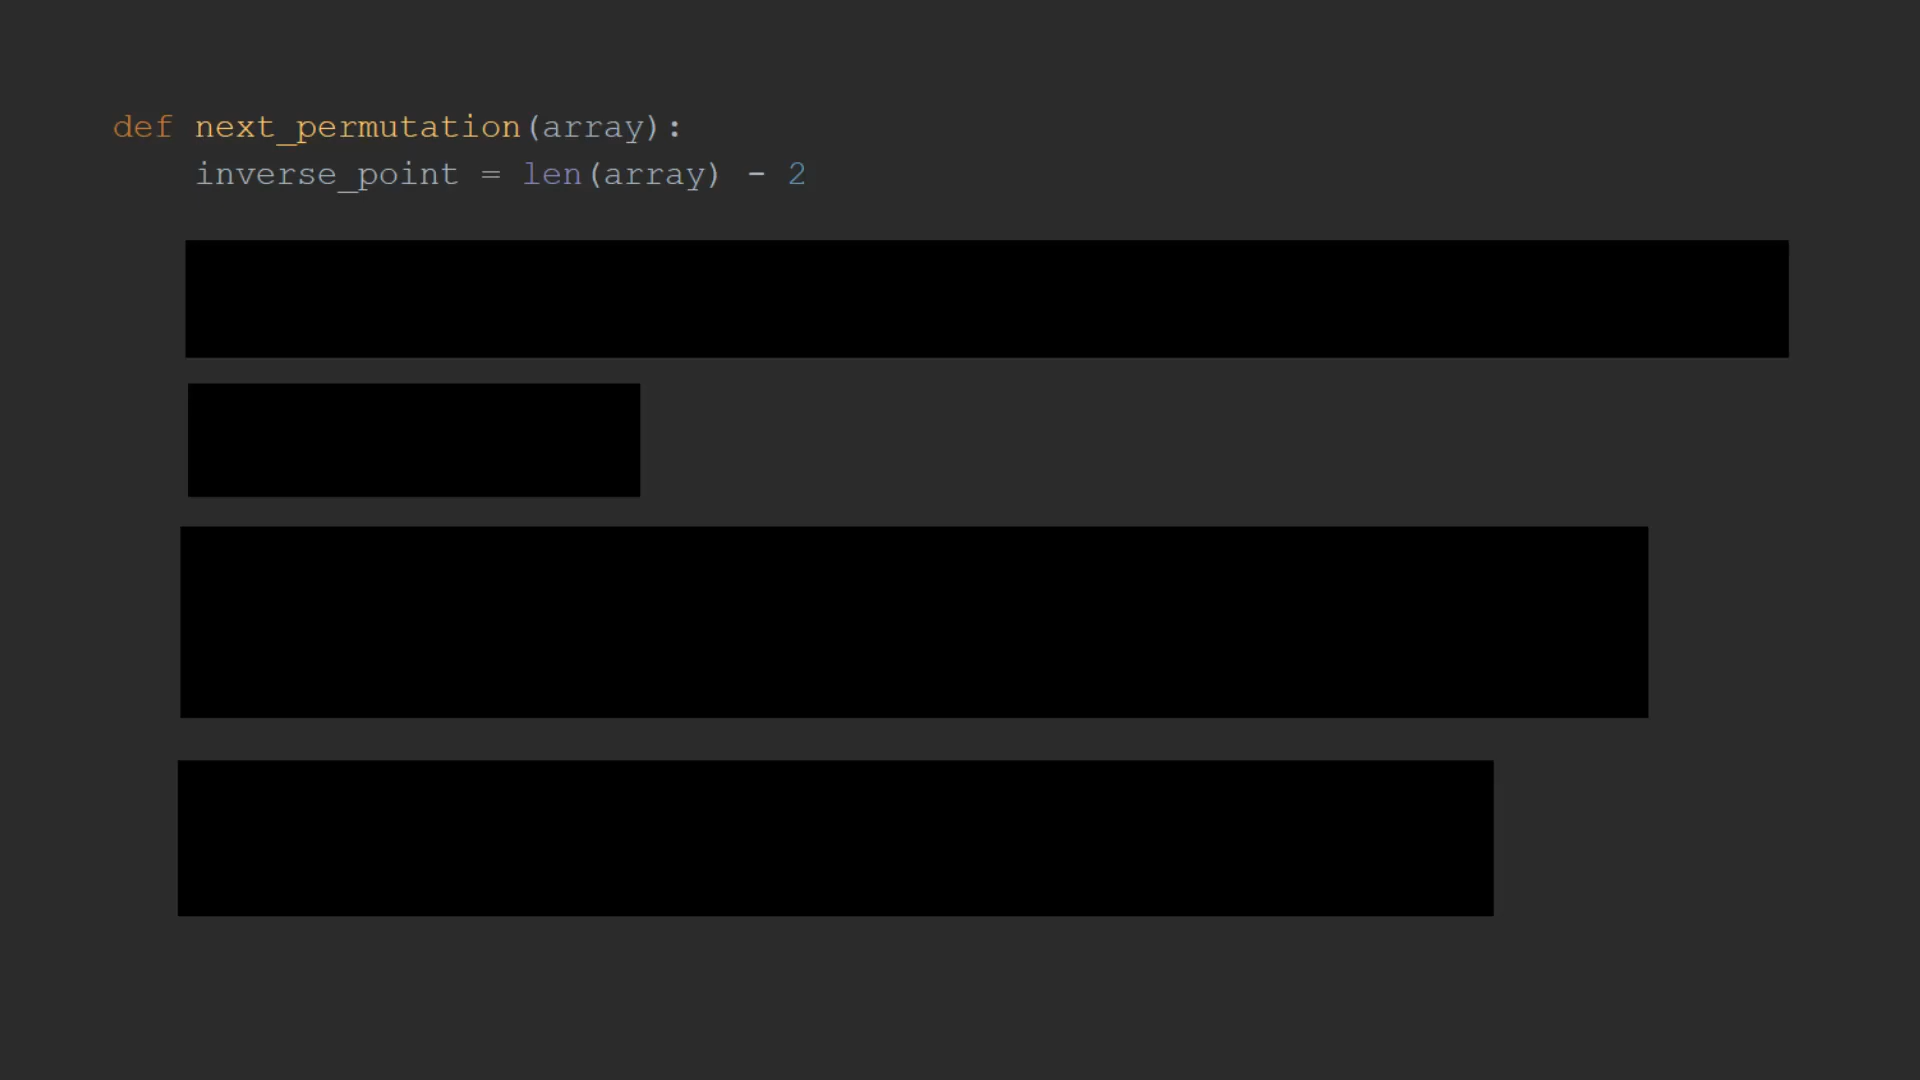 def next_permutation(array):
    inverse_point = len(array) - 2